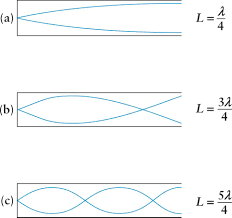 (a) L = λ/4
(b) L = 3λ/4
(c) L = 5λ/4